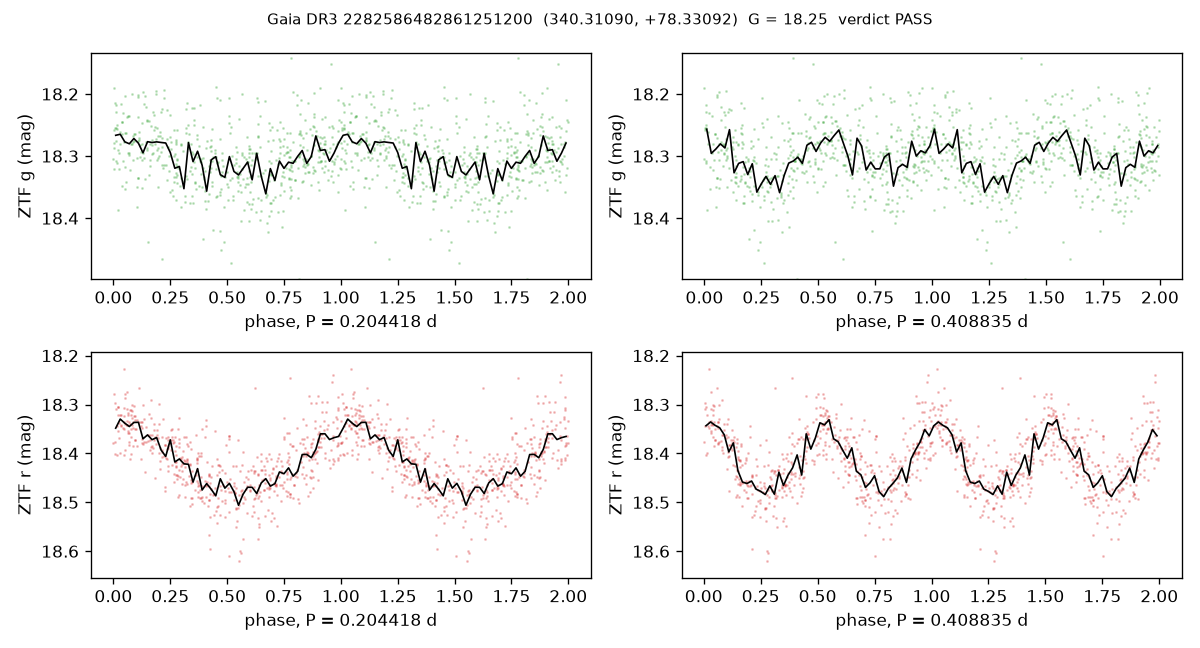 Gaia DR3 2282586482861251200 (340.31090, +78.33092) G = 18.25 verdict PASS
ZTF g (mag)
18.2
18.3
18.4
0.00 0.25 0.50 0.75 1.00 1.25 1.50 1.75 2.00
phase, P = 0.204418 d
ZTF g (mag)
18.2
18.3
18.4
0.00 0.25 0.50 0.75 1.00 1.25 1.50 1.75 2.00
phase, P = 0.408835 d
ZTF r (mag)
18.2
18.3
18.4
18.5
18.6
0.00 0.25 0.50 0.75 1.00 1.25 1.50 1.75 2.00
phase, P = 0.204418 d
ZTF r (mag)
18.2
18.3
18.4
18.5
18.6
0.00 0.25 0.50 0.75 1.00 1.25 1.50 1.75 2.00
phase, P = 0.408835 d